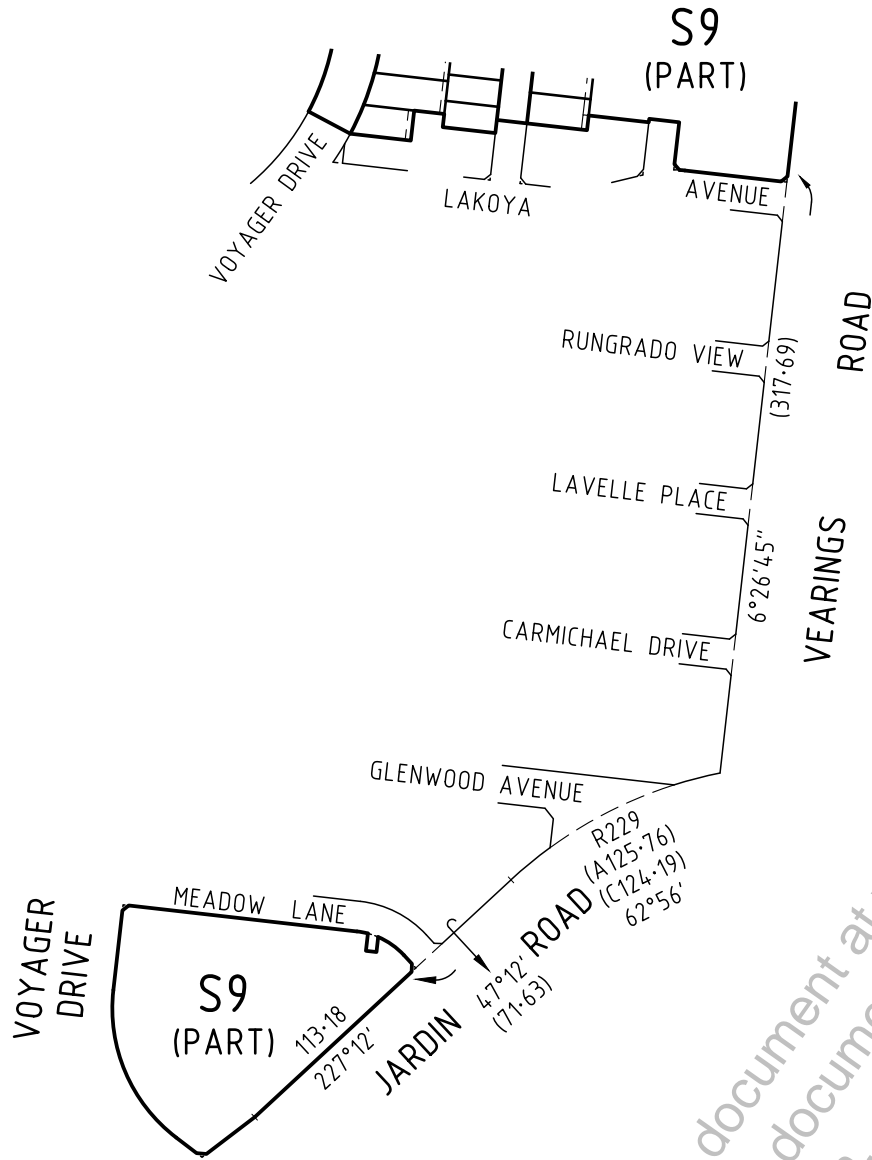 S9
(PART)
VOYAGER DRIVE
LAKOYA
AVENUE
RUNGRADO VIEW
ROAD
(317·69)
LAVELLE PLACE
6°26'45"
VEARINGS
CARMICHAEL DRIVE
GLENWOOD AVENUE
R229
(A125·76)
(C124·19)
62°56'
MEADOW LANE
VOYAGER
DRIVE
S9
(PART)
113·18
227°12'
JARDIN ROAD
47°12'
(71·63)
document at